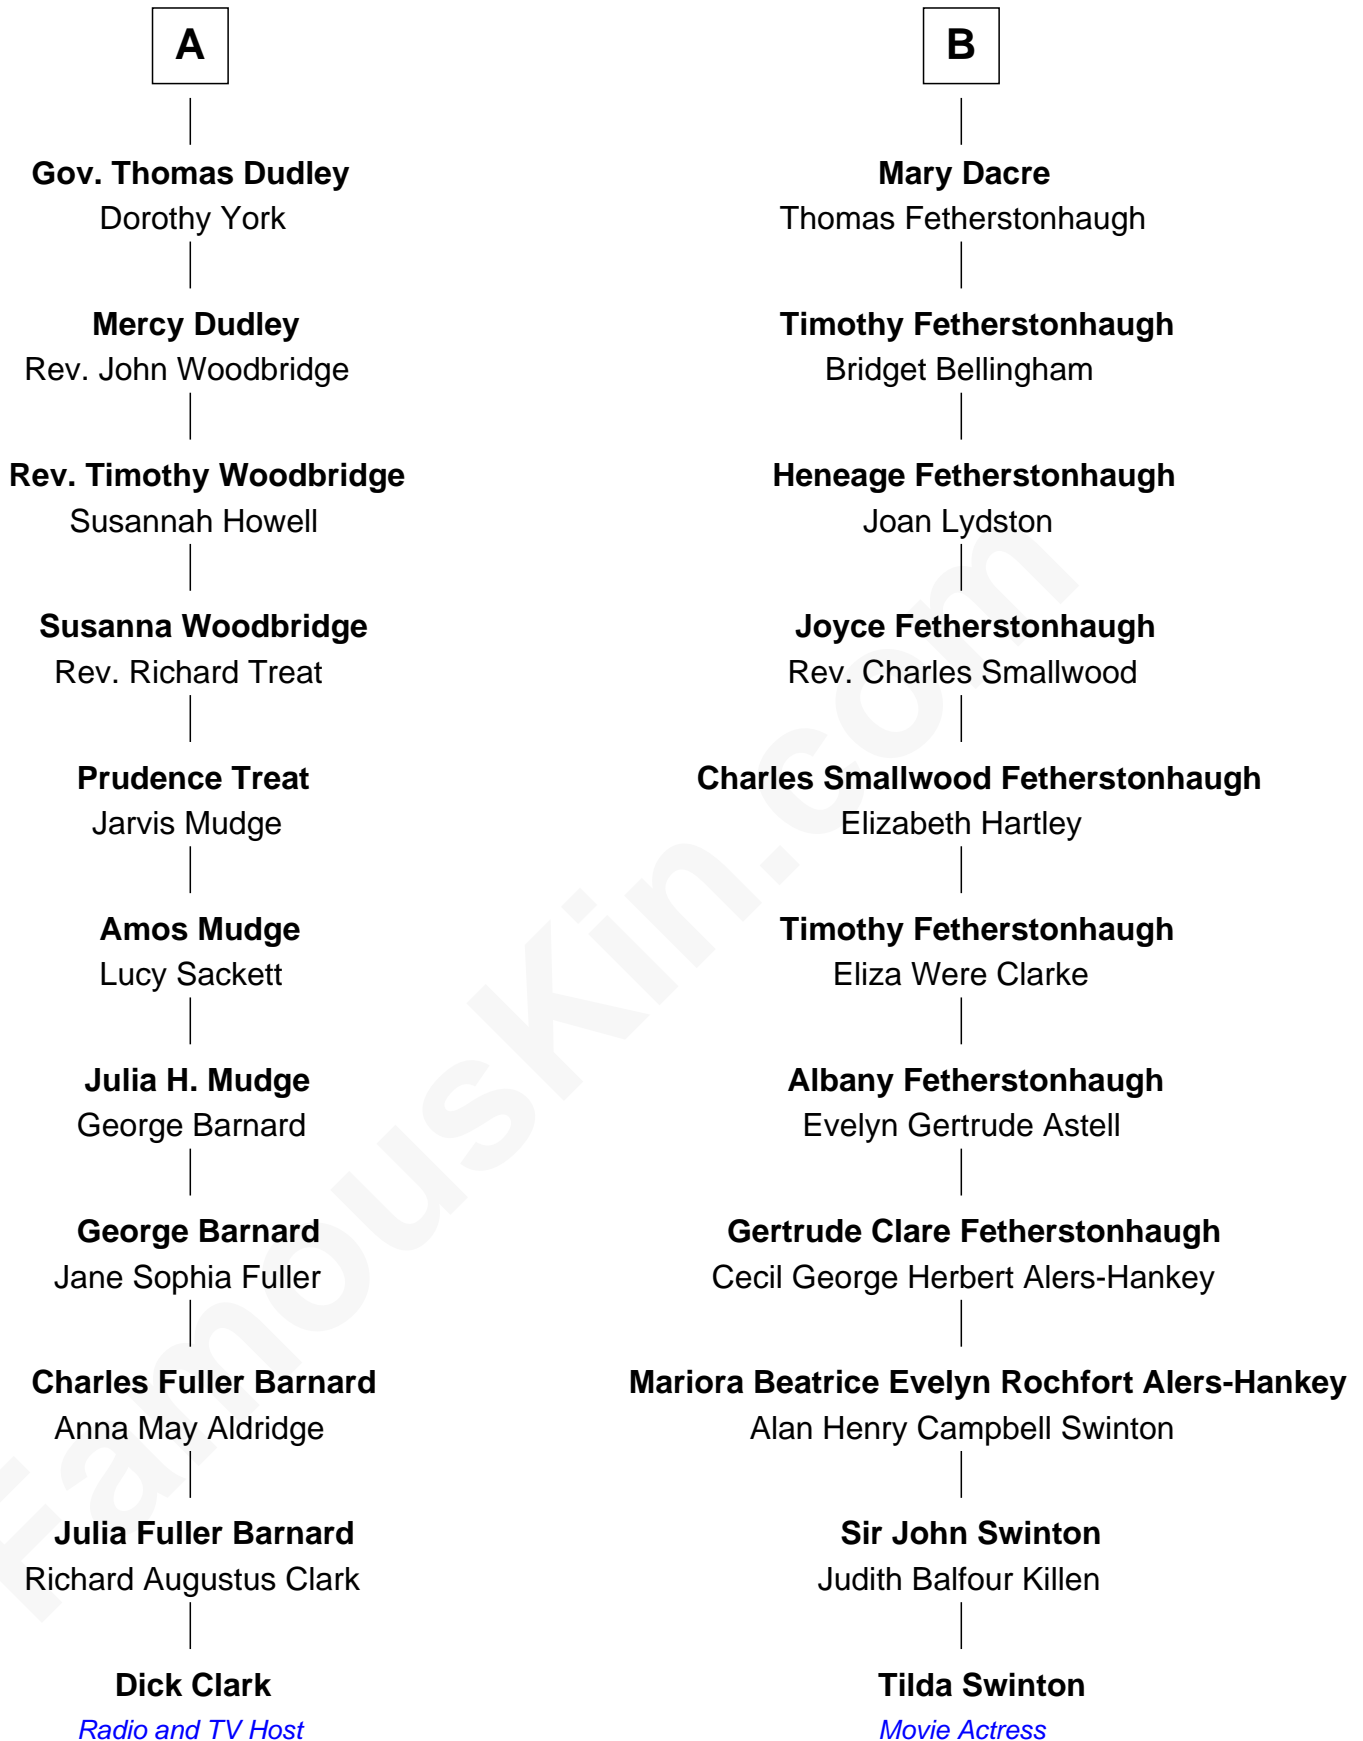 A
Gov. Thomas Dudley
Dorothy York
Mercy Dudley
Rev. John Woodbridge
Rev. Timothy Woodbridge
Susannah Howell
Susanna Woodbridge
Rev. Richard Treat
Prudence Treat
Jarvis Mudge
Amos Mudge
Lucy Sackett
Julia H. Mudge
George Barnard
George Barnard
Jane Sophia Fuller
Charles Fuller Barnard
Anna May Aldridge
Julia Fuller Barnard
Richard Augustus Clark
Dick Clark
Radio and TV Host
B
Mary Dacre
Thomas Fetherstonhaugh
Timothy Fetherstonhaugh
Bridget Bellingham
Heneage Fetherstonhaugh
Joan Lydston
Joyce Fetherstonhaugh
Rev. Charles Smallwood
Charles Smallwood Fetherstonhaugh
Elizabeth Hartley
Timothy Fetherstonhaugh
Eliza Were Clarke
Albany Fetherstonhaugh
Evelyn Gertrude Astell
Gertrude Clare Fetherstonhaugh
Cecil George Herbert Alers-Hankey
Mariora Beatrice Evelyn Rochfort Alers-Hankey
Alan Henry Campbell Swinton
Sir John Swinton
Judith Balfour Killen
Tilda Swinton
Movie Actress
FamousKin.com